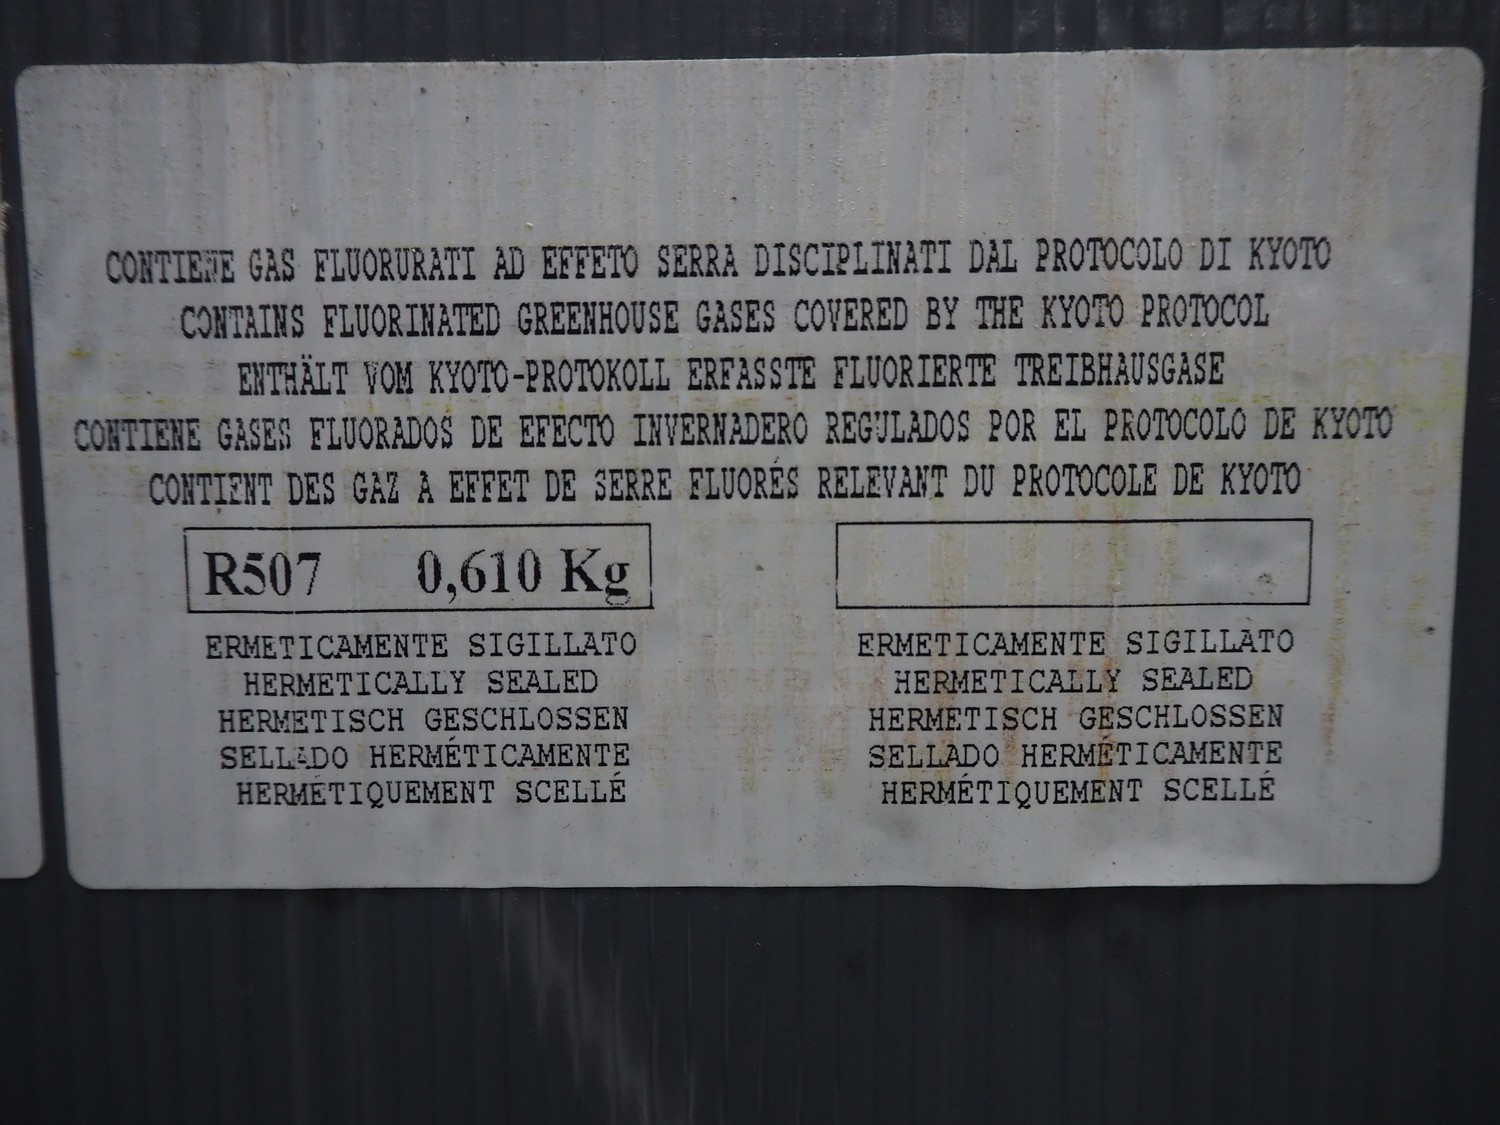 CONTIENE GAS FLUORURATI AD EFFETO SERRA DISCIPLINATI DAL PROTOCOLO DI KYOTO
CONTAINS FLUORINATED GREENHOUSE GASES COVERED BY THE KYOTO PROTOCOL
ENTHÄLT VOM KYOTO-PROTOKOLL ERFASSTE FLUORIERTE TREIBHAUSGASE
CONTIENE GASES FLUORADOS DE EFECTO INVERNADERO REGULADOS POR EL PROTOCOLO DE KYOTO
CONTIENT DES GAZ A EFFET DE SERRE FLUORÉS RELEVANT DU PROTOCOLE DE KYOTO
R507 0,610 Kg
ERMETICAMENTE SIGILLATO
HERMETICALLY SEALED
HERMETISCH GESCHLOSSEN
SELLADO HERMÉTICAMENTE
HERMÉTIQUEMENT SCELLÉ
ERMETICAMENTE SIGILLATO
HERMETICALLY SEALED
HERMETISCH GESCHLOSSEN
SELLADO HERMÉTICAMENTE
HERMÉTIQUEMENT SCELLÉ